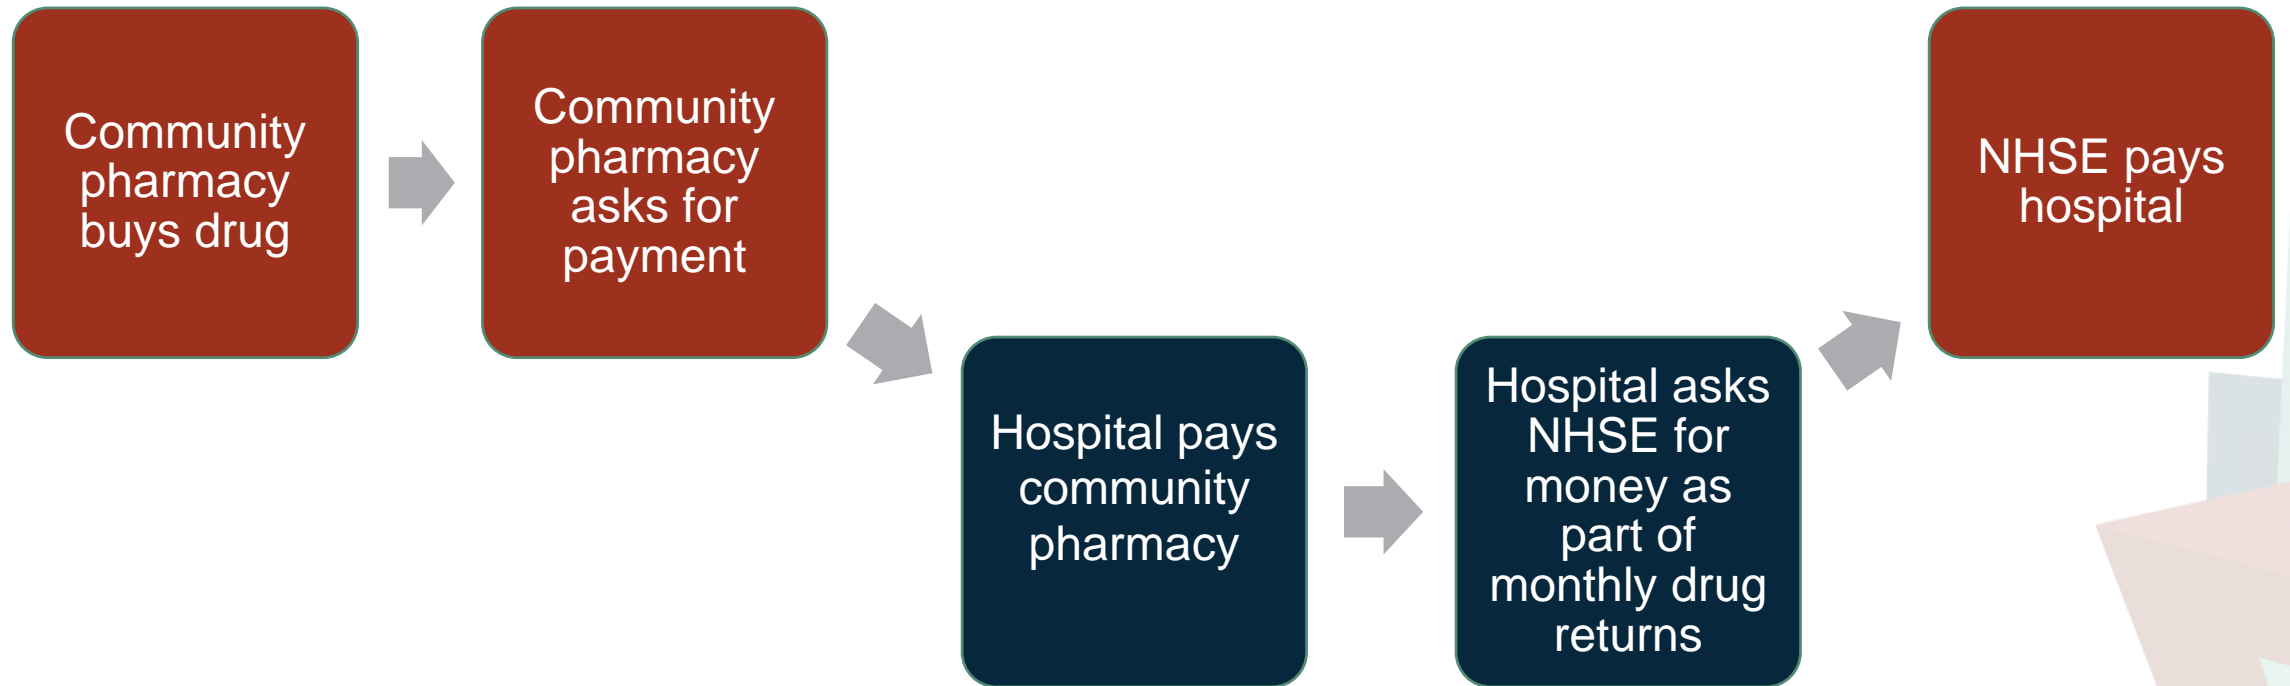 Community
pharmacy
buys drug
Community
pharmacy
asks for
payment
Hospital pays
community
pharmacy
Hospital asks
NHSE for
money as
part of
monthly drug
returns
NHSE pays
hospital